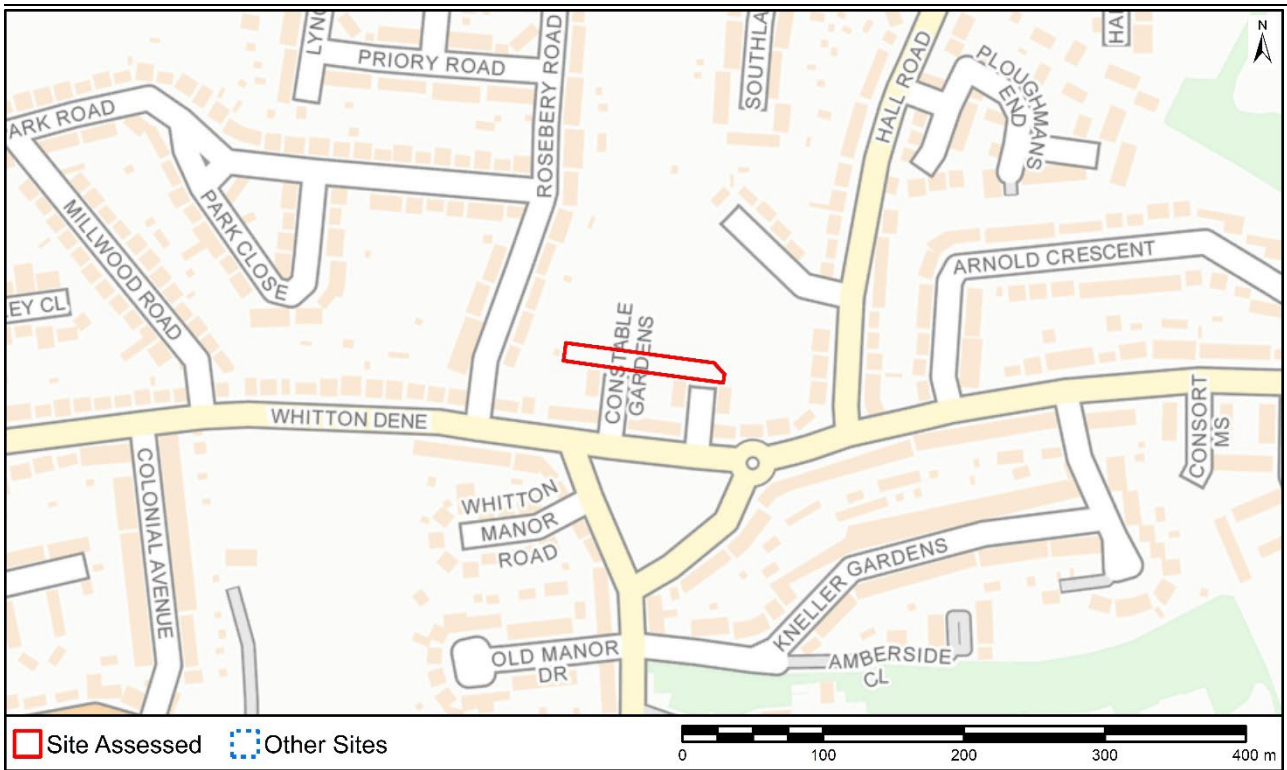 N
LYNC
PRIORY ROAD
ROSEBERY ROAD
SOUTHLA
HALL ROAD
HAL
PLOUGHMANS
END
ARK ROAD
PARK CLOSE
MILLWOOD ROAD
EY CL
ARNOLD CRESCENT
CONSTABLE
GARDENS
WHITTON DENE
COLONIAL AVENUE
WHITTON
MANOR
ROAD
CONSORT
MS
KNELLER GARDENS
OLD MANOR
DR
AMBERSIDE
CL
Site Assessed
Other Sites
0 100 200 300 400 m